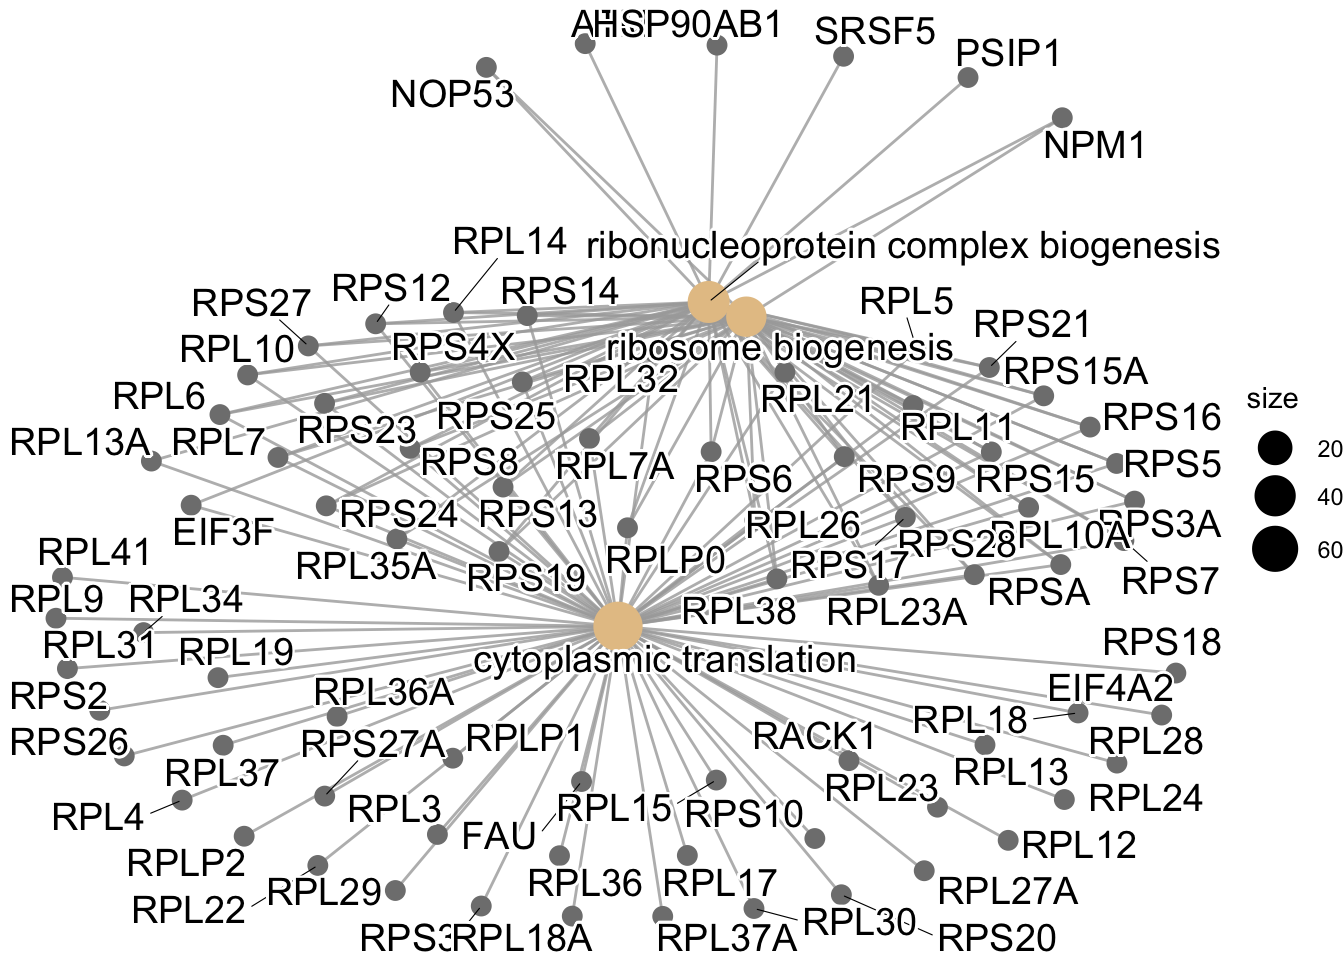 HSP90AB1
SRSF5
PSIP1
NOP53
NPM1
RPL14
ribonucleoprotein complex biogenesis
RPS27
RPS12
RPS14
RPL5
RPS21
RPL10
RPS4X
ribosome biogenesis
RPS15A
RPL6
RPL32
RPL21
RPS16
RPL13A
RPL7
RPS23
RPS25
RPL11
RPS5
RPS8
RPL7A
RPS6
RPS9
RPS15
EIF3F
RPS24
RPS13
RPL26
RPS28
RPL10A
RPS3A
RPL41
RPL35A
RPS19
RPLP0
RPS17
RPS7
RPL9
RPL34
RPL38
RPL23A
RPSA
RPL31
RPL19
cytoplasmic translation
RPS18
RPS2
RPL36A
EIF4A2
RPS26
RPS27A
RPLP1
RACK1
RPL18
RPL28
RPL37
RPL23
RPL13
RPL24
RPL4
RPL3
FAU
RPL15
RPS10
RPL12
RPLP2
RPL22
RPL29
RPL36
RPL17
RPL27A
RPS3
RPL18A
RPL37A
RPL30
RPS20
size
20
40
60